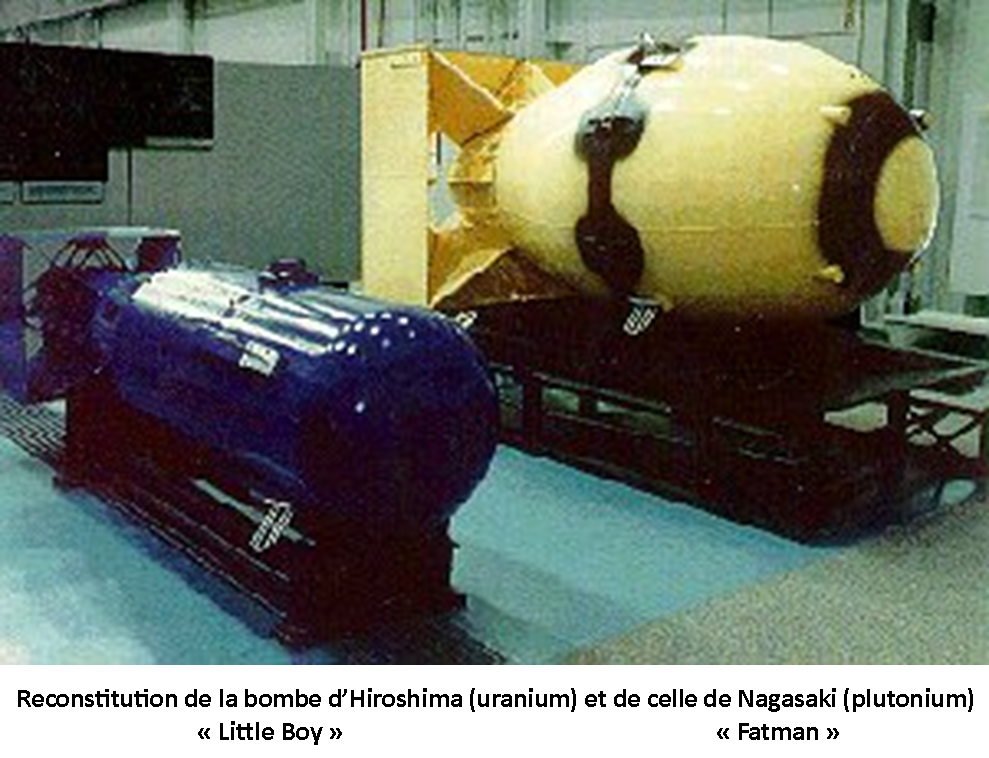 Reconstitution de la bombe d’Hiroshima (uranium) et de celle de Nagasaki (plutonium)
« Little Boy »
« Fatman »